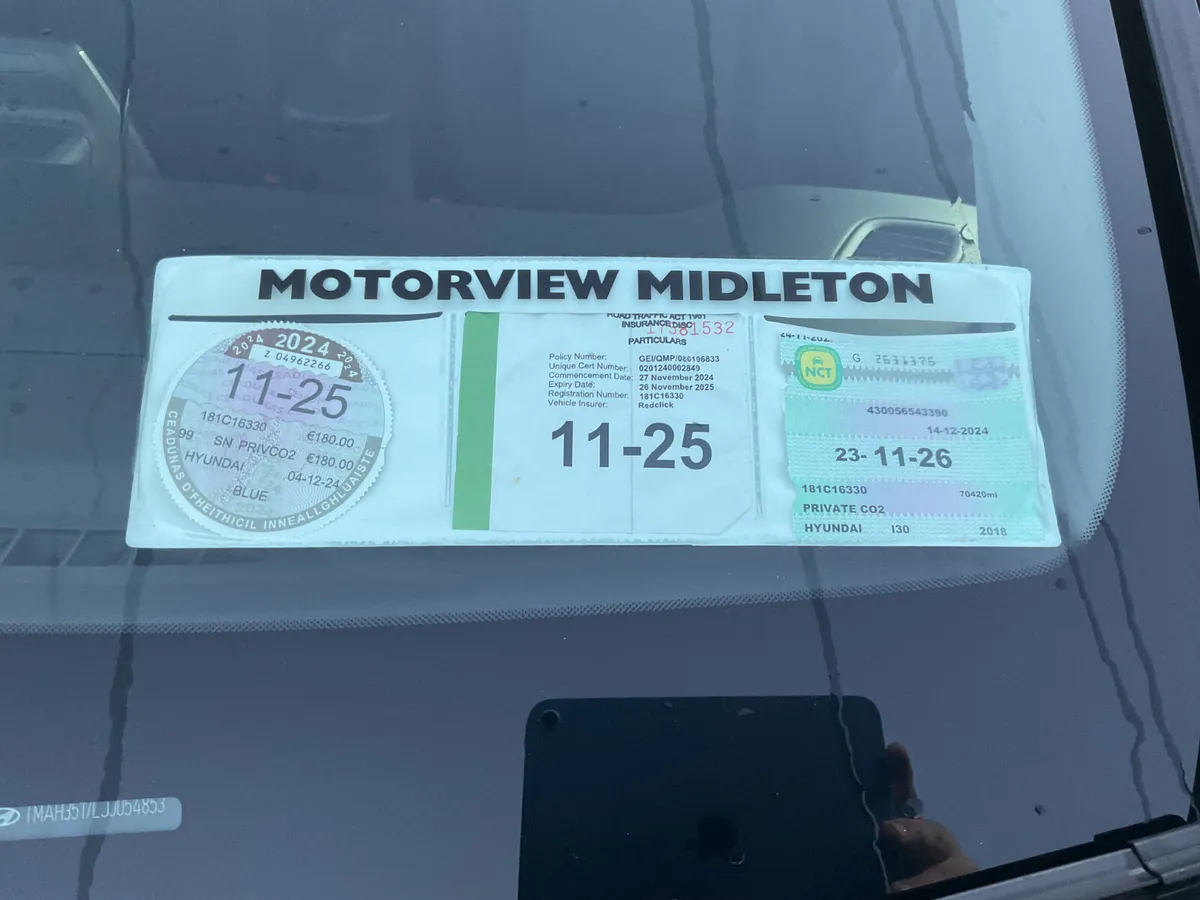 MOTORVIEW MIDLETON
2024 2024 2024
Z 04962266
11-25
181C16330 €180.00
99 SN PRIVCO2 €180.00
HYUNDAI 04-12-24
BLUE
CEADUNAS D'FHEITHICIL INNEALLGHLUAISTE
ROAD TRAFFIC ACT 1961
INSURANCE DISC
PARTICULARS
Policy Number: GEI/QMP/086196833
Unique Cert Number: 0201240002849
Commencement Date: 27 November 2024
Expiry Date: 26 November 2025
Registration Number: 181C16330
Vehicle Insurer: Redclick
11-25
NCT
G 2531375
430056543390
14-12-2024
23- 11-26
181C16330 70420mi
PRIVATE CO2
HYUNDAI I30 2018